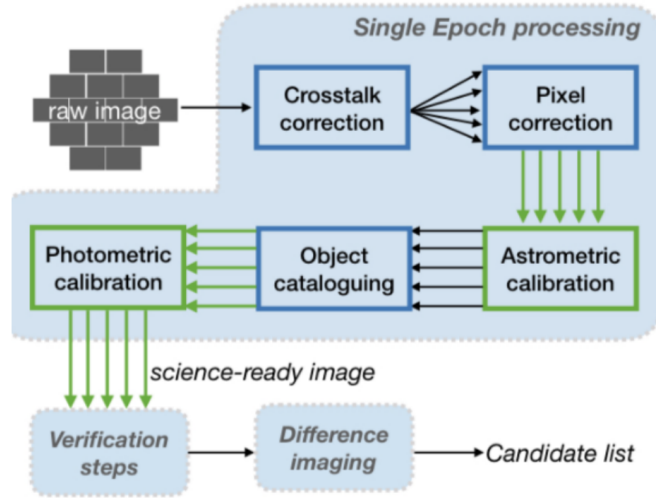 Single Epoch processing
raw image
Crosstalk
correction
Pixel
correction
Photometric
calibration
Object
cataloguing
Astrometric
calibration
science-ready image
Verification
steps
Difference
imaging
Candidate list